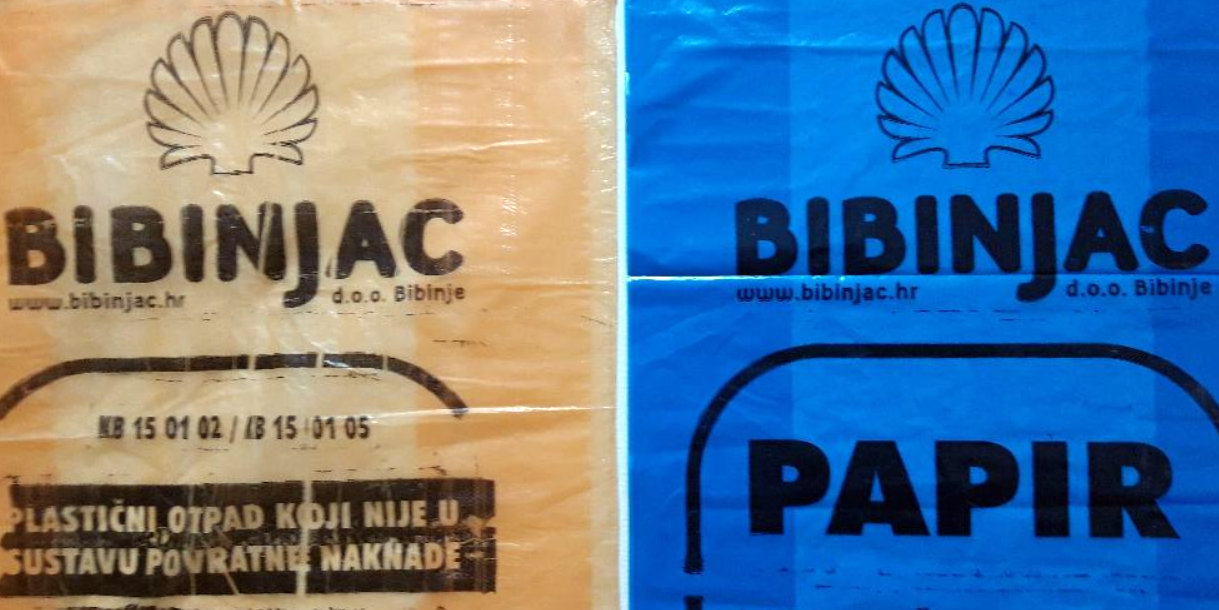 BIBINJAC
www.bibinjac.hr d.o.o. Bibinje
KB 15 01 02 / KB 15 01 05
PLASTIČNI OTPAD KOJI NIJE U
SUSTAVU POVRATNE NAKNADE
BIBINJAC
www.bibinjac.hr d.o.o. Bibinje
PAPIR